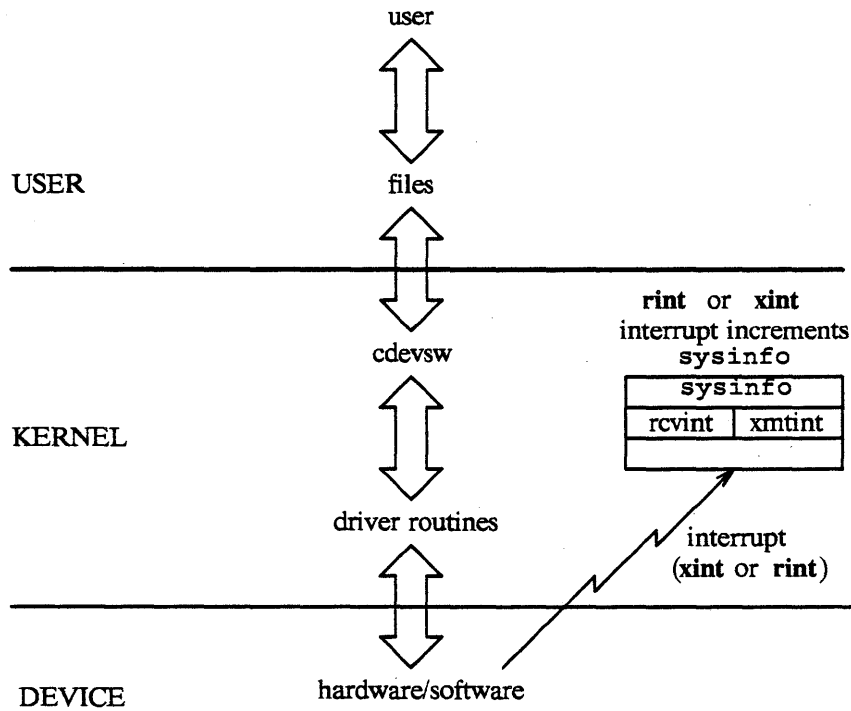 user
USER
files
rint or xint
interrupt increments
sysinfo
cdevsw
sysinfo
KERNEL
rcvint xmtint
driver routines
interrupt
(xint or rint)
DEVICE
hardware/software